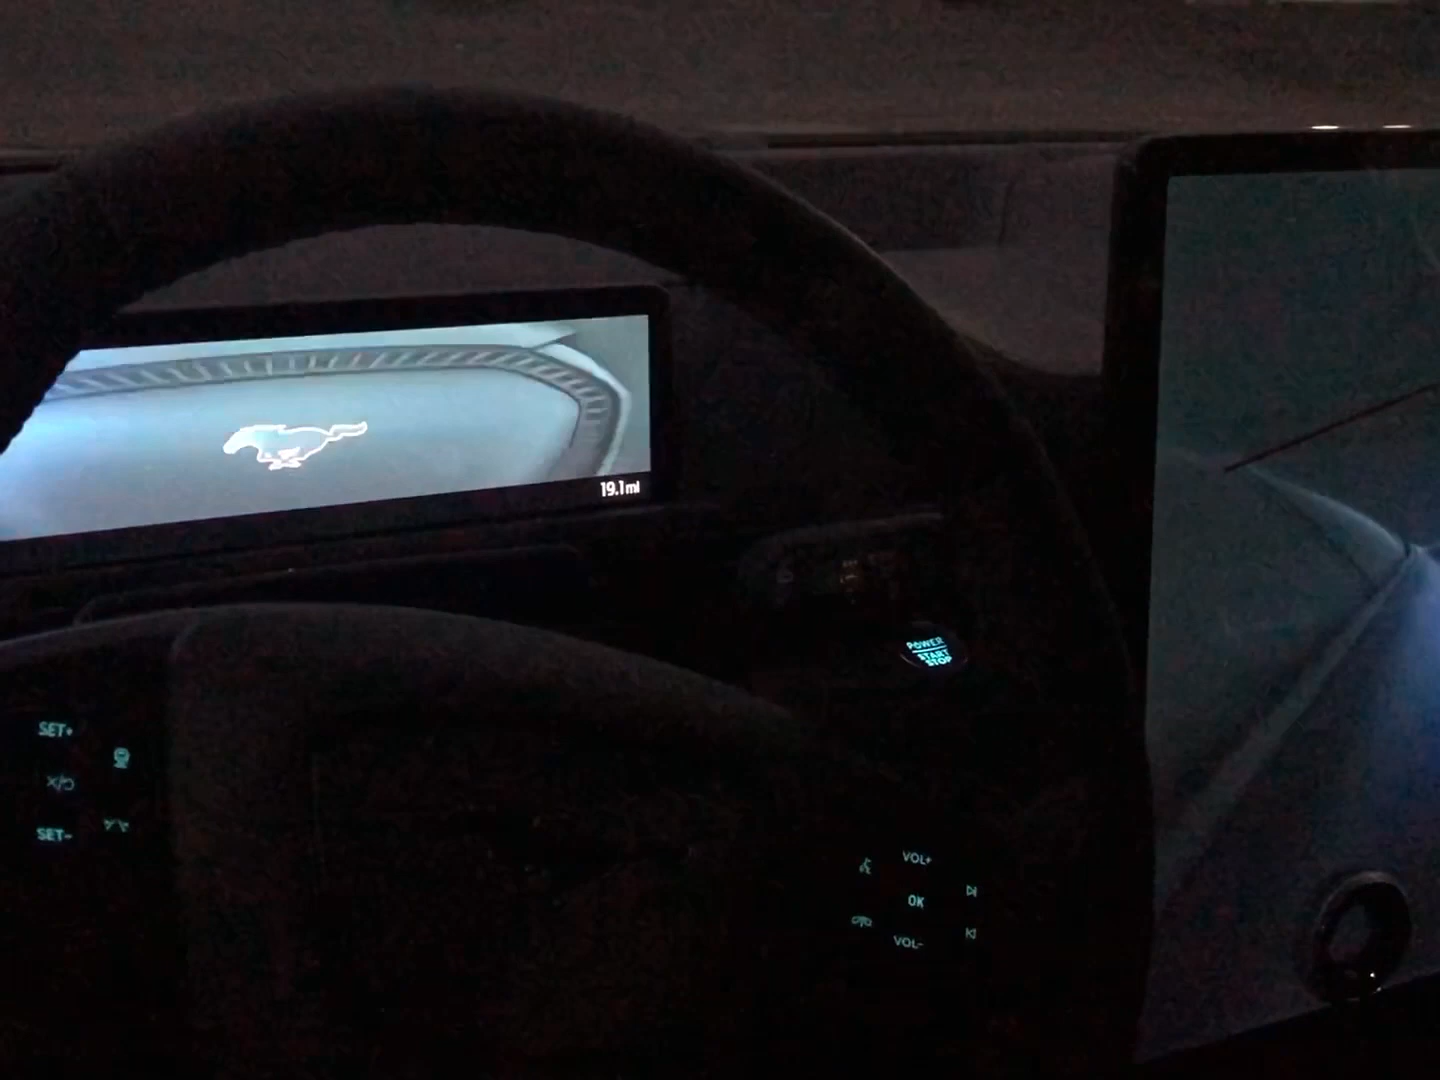 19.1mi
POWER
START
STOP
SET+
SET-
VOL+
OK
VOL-